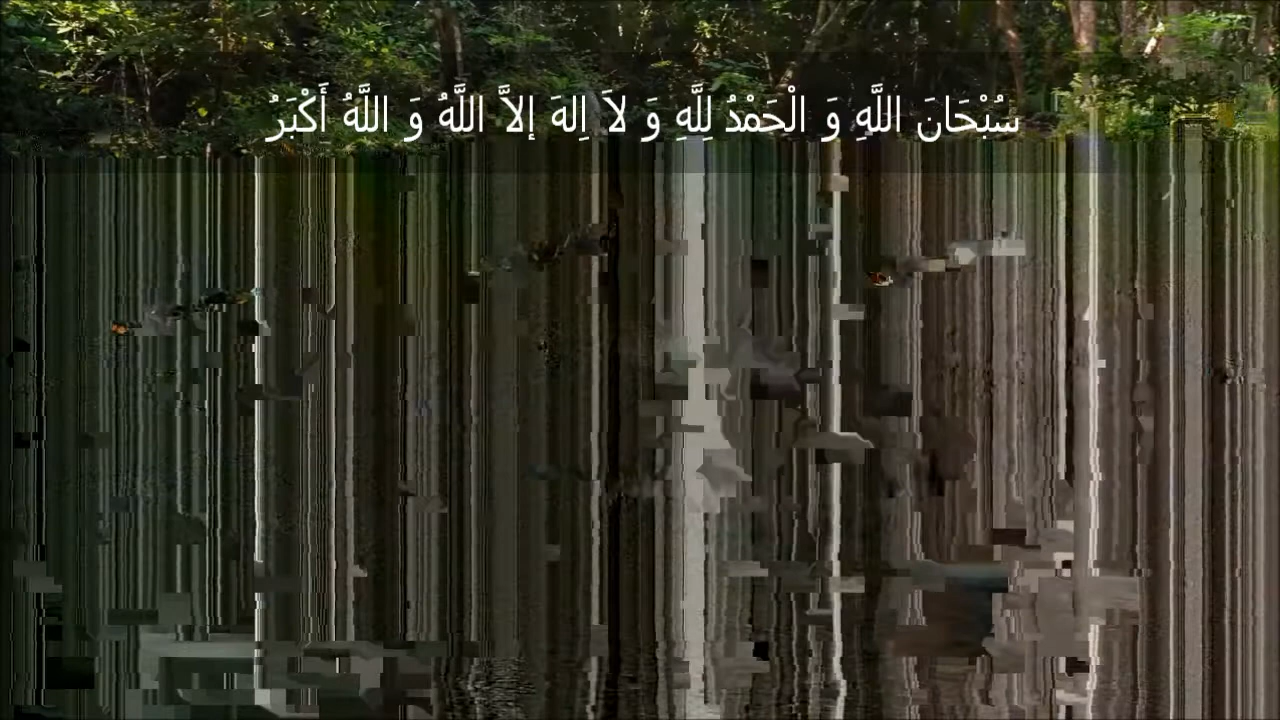 سُبْحَانَ اللَّهِ وَ الْحَمْدُ لِلَّهِ وَ لاَ اِلهَ إلاَّ اللَّهُ وَ اللَّهُ أَكْبَرُ